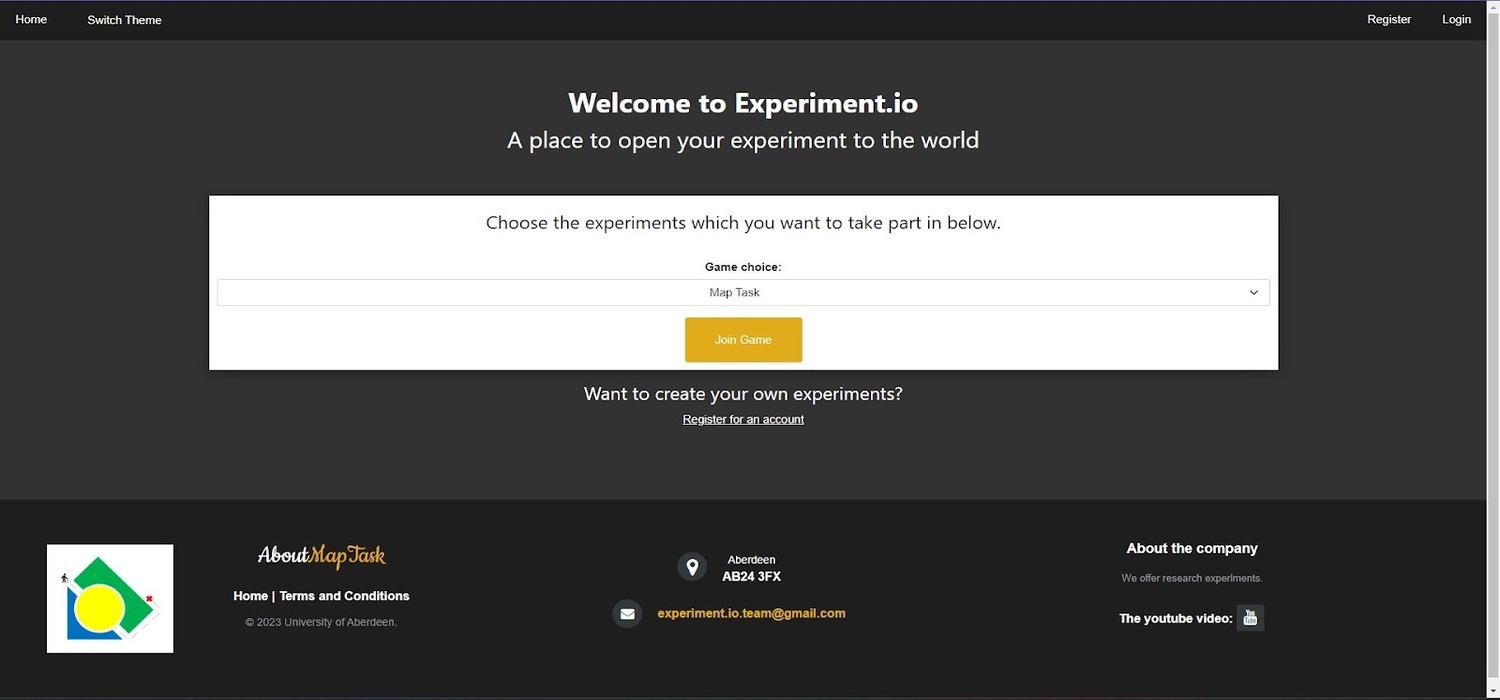 Home
Switch Theme
Register
Login
Welcome to Experiment.io
A place to open your experiment to the world
Choose the experiments which you want to take part in below.
Game choice:
Map Task
Join Game
Want to create your own experiments?
Register for an account
AboutMapTask
Home | Terms and Conditions
© 2023 University of Aberdeen.
Aberdeen
AB24 3FX
experiment.io.team@gmail.com
About the company
We offer research experiments.
The youtube video:
You Tube